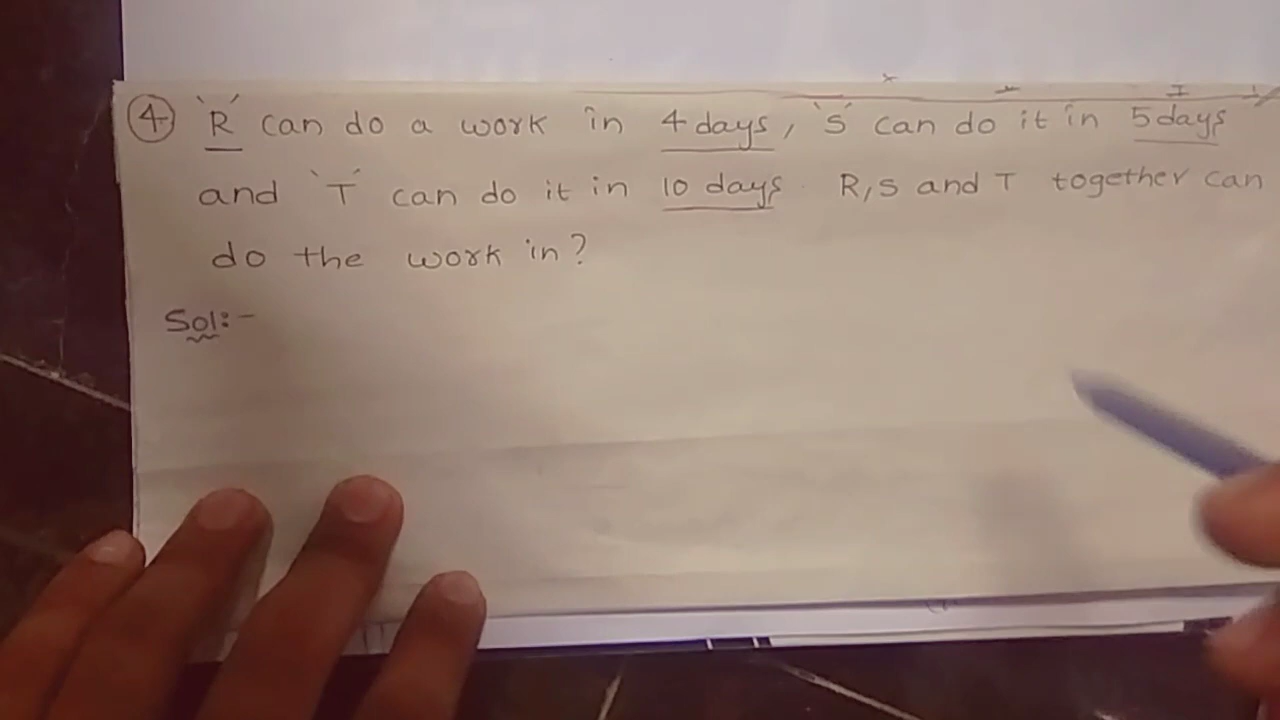 ④ 'R' can do a work in 4 days, 'S' can do it in 5 days
and 'T' can do it in 10 days. R, S and T together can
do the work in?
Sol:-